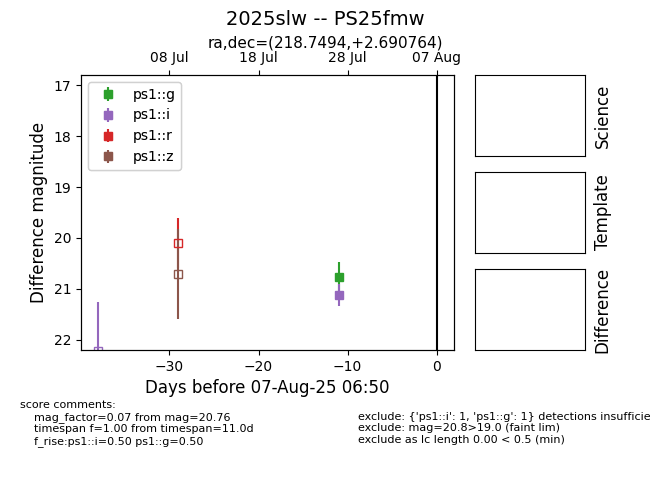 2025slw -- PS25fmw
ra,dec=(218.7494,+2.690764)
08 Jul 18 Jul 28 Jul 07 Aug
ps1::g
ps1::i
ps1::r
ps1::z
17
18
19
20
21
22
Difference magnitude
−30 −20 −10 0
Days before 07-Aug-25 06:50
Science
Template
Difference
score comments:
mag_factor=0.07 from mag=20.76
timespan f=1.00 from timespan=11.0d
f_rise:ps1::i=0.50 ps1::g=0.50
exclude: {'ps1::i': 1, 'ps1::g': 1} detections insufficie
exclude: mag=20.8>19.0 (faint lim)
exclude as lc length 0.00 < 0.5 (min)